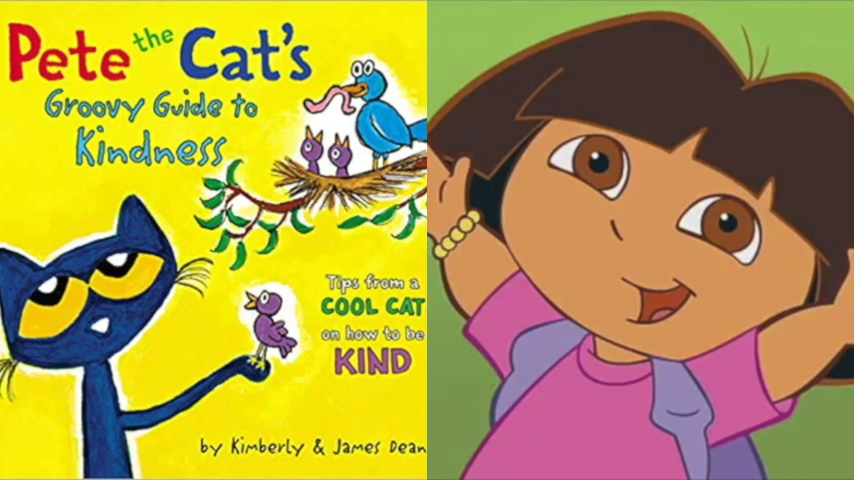 Pete the Cat's
Groovy Guide to
Kindness
Tips from a
COOL CAT
on how to be
KIND
by Kimberly & James Dean